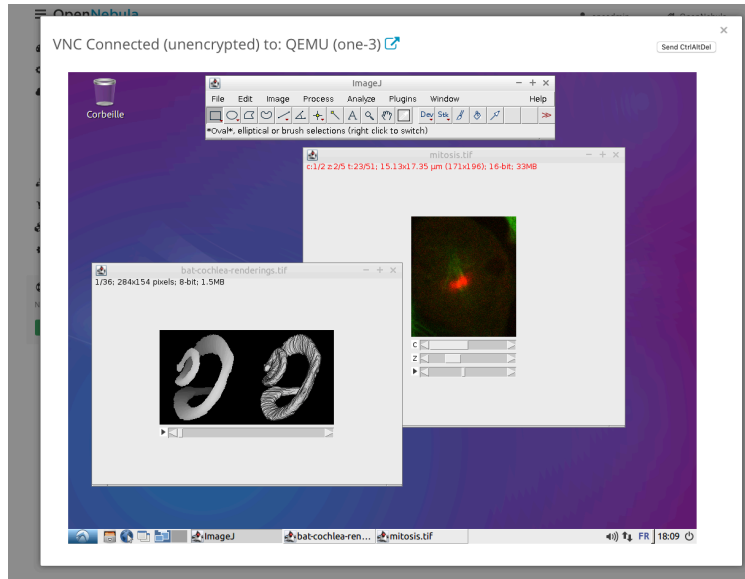 OpenNebula
VNC Connected (unencrypted) to: QEMU (one-3)
Send CtrlAltDel
Corbeille
ImageJ
File Edit Image Process Analyze Plugins Window Help
Dev Stk
*Oval*, elliptical or brush selections (right click to switch)
mitosis.tif
c:1/2 z:2/5 t:23/51; 15.13x17.35 µm (171x196); 16-bit; 33MB
C
Z
bat-cochlea-renderings.tif
1/36; 284x154 pixels; 8-bit; 1.5MB
ImageJ
bat-cochlea-ren...
mitosis.tif
FR
18:09